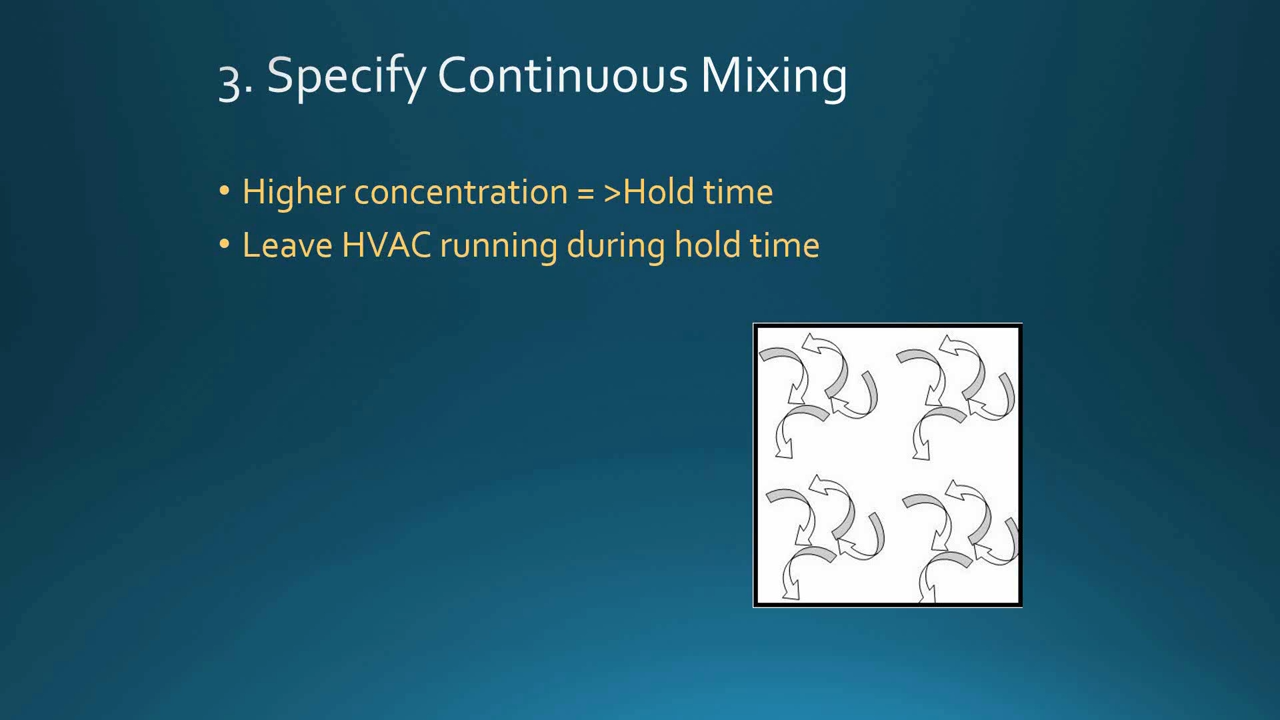 3. Specify Continuous Mixing
• Higher concentration = >Hold time
• Leave HVAC running during hold time